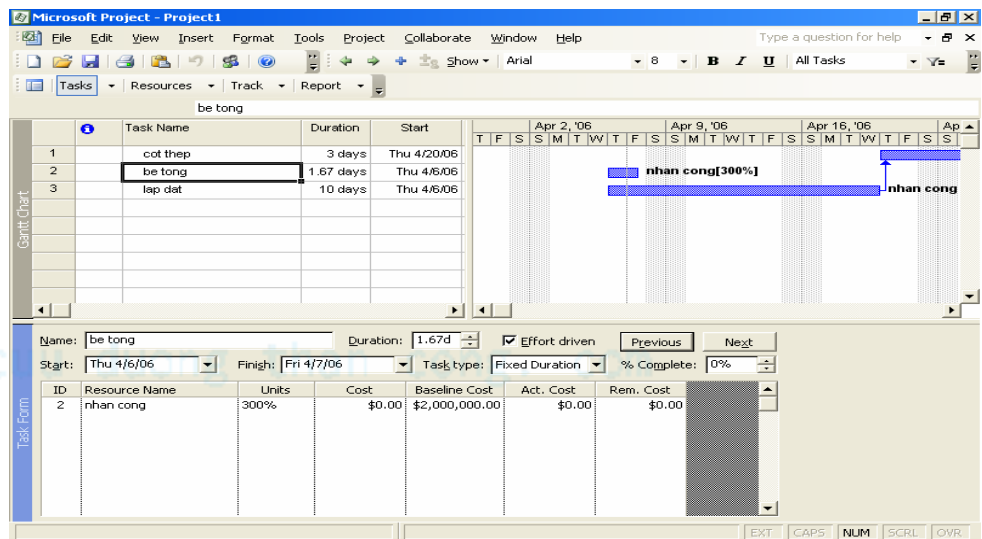 Microsoft Project - Project1
File Edit View Insert Format Tools Project Collaborate Window Help Type a question for help
Show Arial 8 B I U All Tasks
Tasks Resources Track Report
be tong
Task Name Duration Start Apr 2, '06 Apr 9, '06 Apr 16, '06 Ap
T F S S M T W T F S S M T W T F S S M T W T F S S
1 cot thep 3 days Thu 4/20/06
2 be tong 1.67 days Thu 4/6/06 nhan cong[300%]
3 lap dat 10 days Thu 4/6/06 nhan cong
Gantt Chart
Name: be tong Duration: 1.67d Effort driven Previous Next
cuu duong than cong . com
Start: Thu 4/6/06 Finish: Fri 4/7/06 Task type: Fixed Duration % Complete: 0%
ID Resource Name Units Cost Baseline Cost Act. Cost Rem. Cost
2 nhan cong 300% $0.00 $2,000,000.00 $0.00 $0.00
Task Form
EXT CAPS NUM SCRL OVR